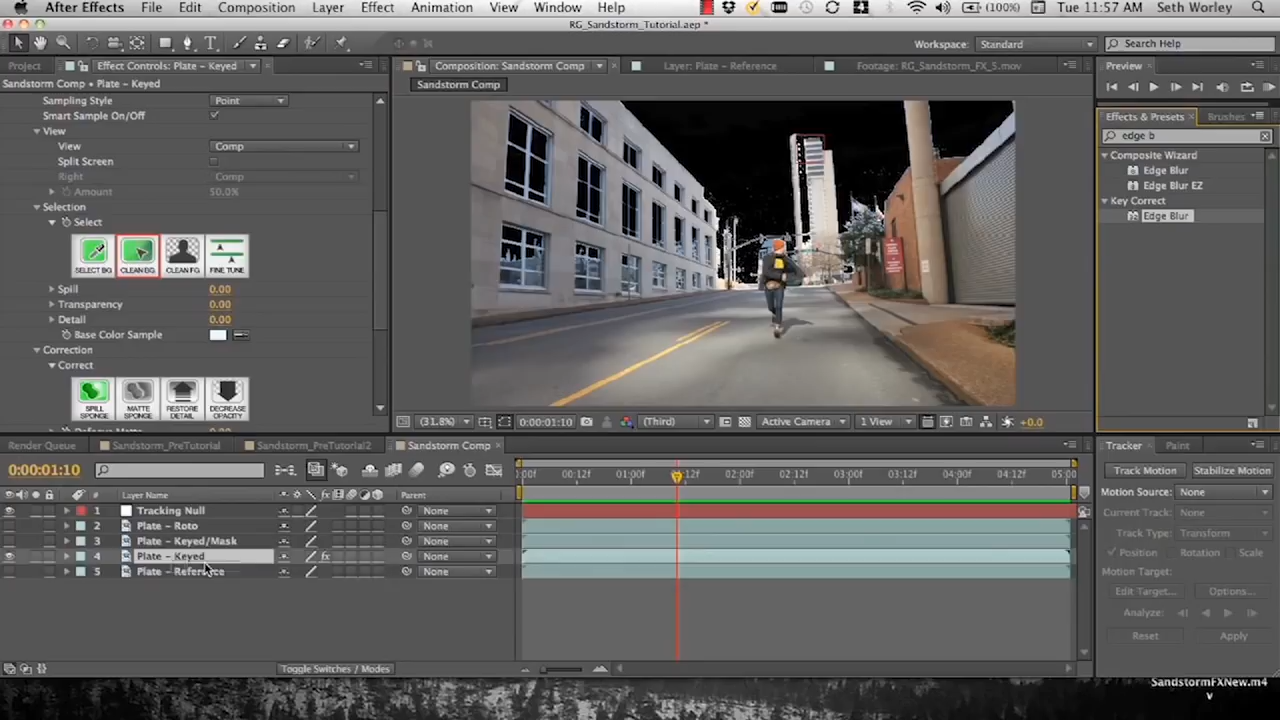 After Effects File Edit Composition Layer Effect Animation View Window Help (100%) Tue 11:57 AM Seth Worley
RG_Sandstorm_Tutorial.aep *
Workspace: Standard Search Help
Project Effect Controls: Plate - Keyed Composition: Sandstorm Comp Layer: Plate - Reference Footage: RG_Sandstorm_FX_5.mov Preview
Sandstorm Comp • Plate - Keyed Sandstorm Comp
Sampling Style Point
Smart Sample On/Off
View
View Comp
Split Screen
Right Comp
Amount 50.0%
Selection
Select
SELECT BG CLEAN BG CLEAN FG FINE TUNE
Spill 0.00
Transparency 0.00
Detail 0.00
Base Color Sample
Correction
Correct
SPILL SPONGE MATTE SPONGE RESTORE DETAIL DECREASE OPACITY
Effects & Presets Brushes
edge b
Composite Wizard
Edge Blur
Edge Blur EZ
Key Correct
Edge Blur
(31.8%) 0:00:01:10 (Third) Active Camera 1 View +0.0
Render Queue Sandstorm_PreTutorial Sandstorm_PreTutorial2 Sandstorm Comp
0:00:01:10
:00f 00:12f 01:00f 12f 02:00f 02:12f 03:00f 03:12f 04:00f 04:12f 05:00
# Layer Name Parent
1 Tracking Null None
2 Plate - Roto None
3 Plate - Keyed/Mask None
4 Plate - Keyed fx None
5 Plate - Reference None
Toggle Switches / Modes
Tracker Paint
Track Motion Stabilize Motion
Motion Source: None
Current Track: None
Track Type: Transform
Position Rotation Scale
Motion Target:
Edit Target... Options...
Analyze:
Reset Apply
SandstormFXNew.m4
v